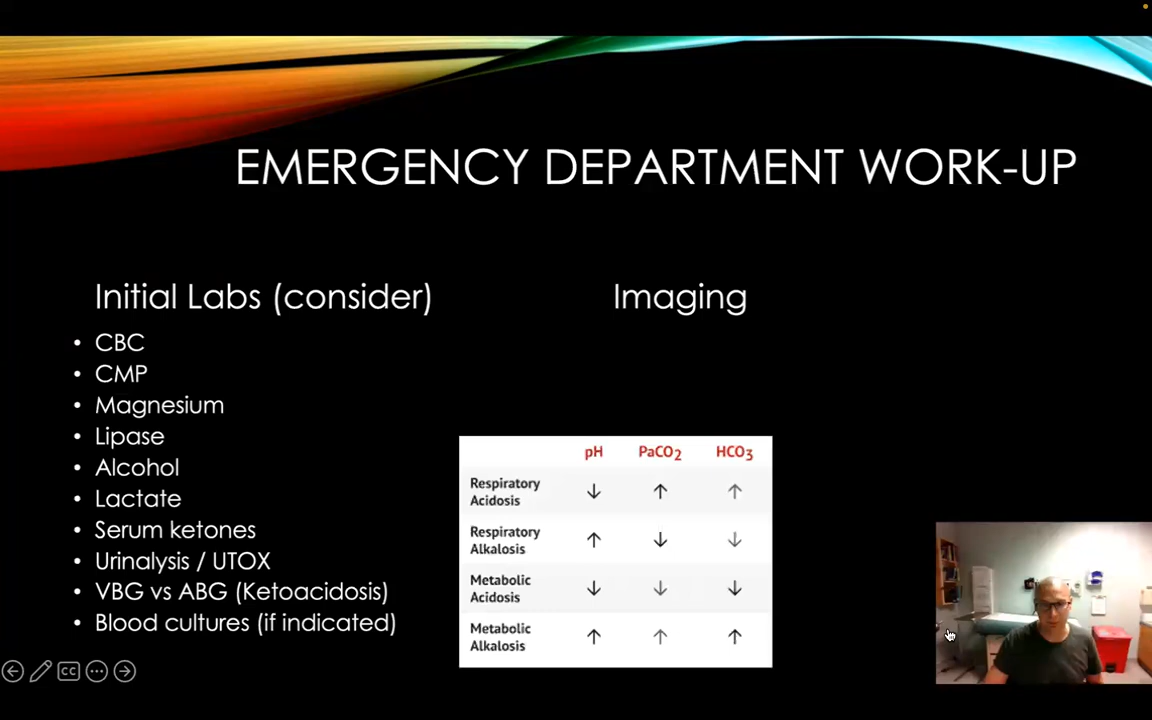 EMERGENCY DEPARTMENT WORK-UP
Initial Labs (consider)
• CBC
• CMP
• Magnesium
• Lipase
• Alcohol
• Lactate
• Serum ketones
• Urinalysis / UTOX
• VBG vs ABG (Ketoacidosis)
• Blood cultures (if indicated)
Imaging
pH PaCO2 HCO3
Respiratory
Acidosis ↓ ↑ ↑
Respiratory
Alkalosis ↑ ↓ ↓
Metabolic
Acidosis ↓ ↓ ↓
Metabolic
Alkalosis ↑ ↑ ↑
CC